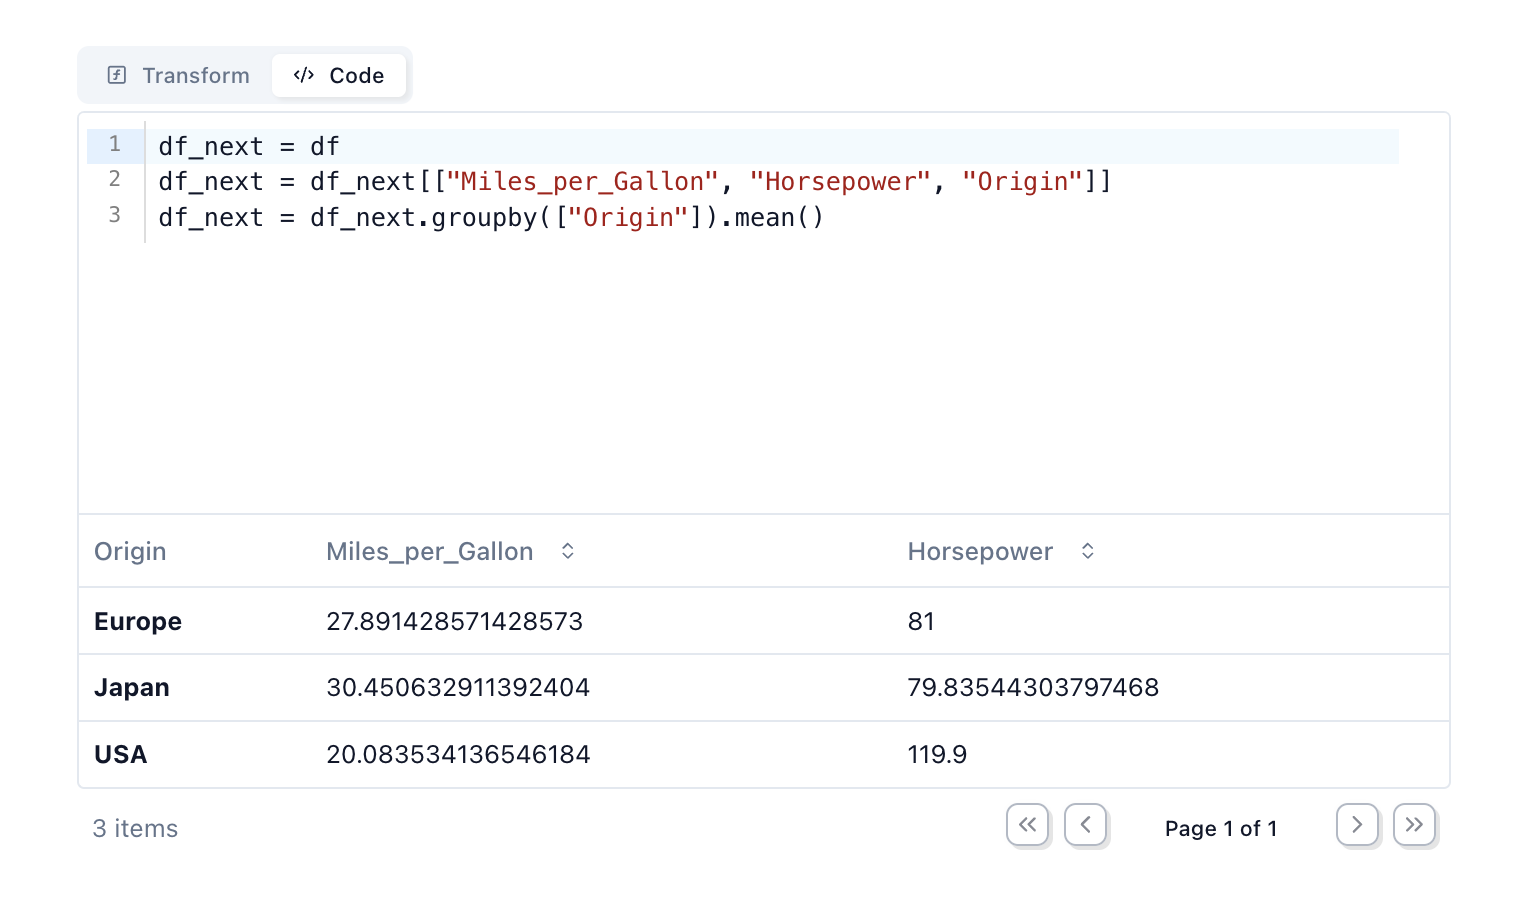 Transform Code
1 df_next = df
2 df_next = df_next[["Miles_per_Gallon", "Horsepower", "Origin"]]
3 df_next = df_next.groupby(["Origin"]).mean()
Origin Miles_per_Gallon Horsepower
Europe 27.891428571428573 81
Japan 30.450632911392404 79.83544303797468
USA 20.083534136546184 119.9
3 items Page 1 of 1